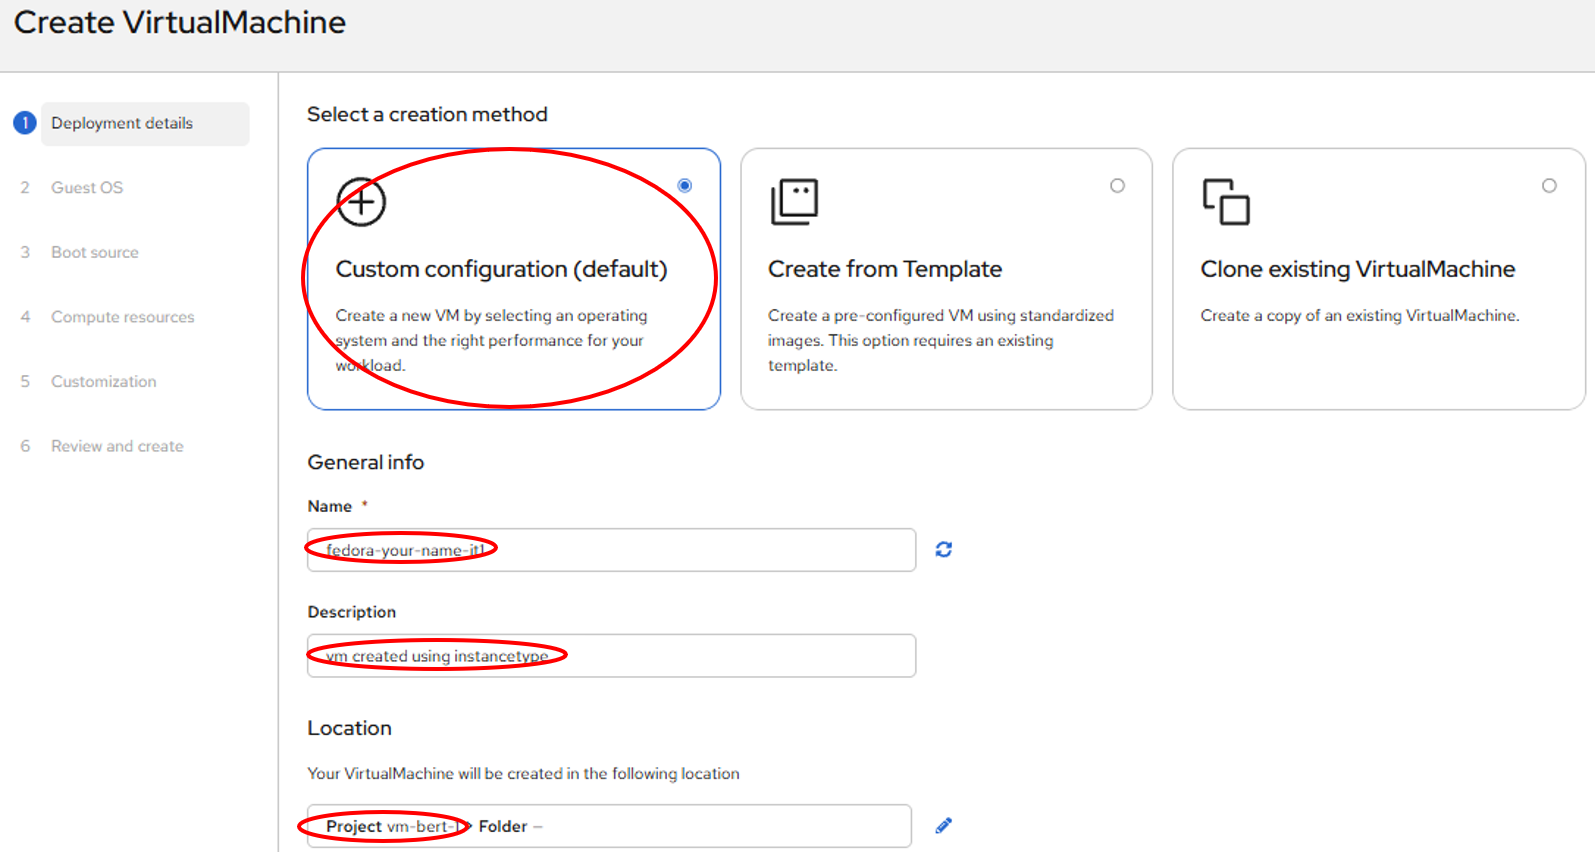 Create VirtualMachine
1 Deployment details
2 Guest OS
3 Boot source
4 Compute resources
5 Customization
6 Review and create
Select a creation method
Custom configuration (default)
Create a new VM by selecting an operating
system and the right performance for your
workload.
Create from Template
Create a pre-configured VM using standardized
images. This option requires an existing
template.
Clone existing VirtualMachine
Create a copy of an existing VirtualMachine.
General info
Name *
fedora-your-name-it1
Description
vm created using instancetype
Location
Your VirtualMachine will be created in the following location
Project vm-bert- Folder –